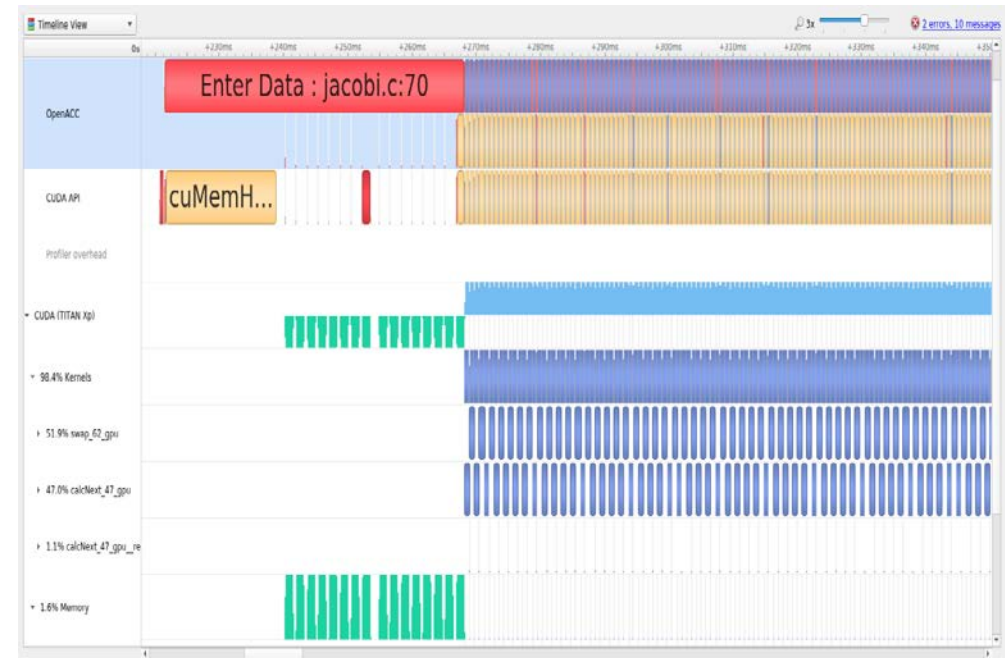 Timeline View
3x
2 errors, 10 messages
0s
+230ms +240ms +250ms +260ms +270ms +280ms +290ms +300ms +310ms +320ms +330ms +340ms
OpenACC
Enter Data : jacobi.c:70
CUDA API
cuMemH...
Profiler overhead
CUDA (TITAN Xp)
98.4% Kernels
51.9% swap_62_gpu
47.0% calcNext_47_gpu
1.1% calcNext_47_gpu__re
1.6% Memory